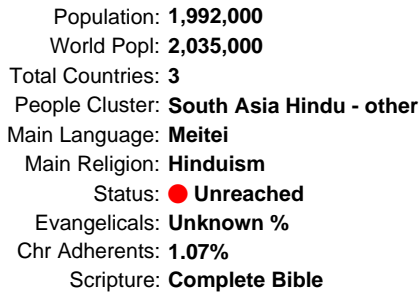 Population: 1,992,000
World Popl: 2,035,000
Total Countries: 3
People Cluster: South Asia Hindu - other
Main Language: Meitei
Main Religion: Hinduism
Status: Unreached
Evangelicals: Unknown %
Chr Adherents: 1.07%
Scripture: Complete Bible